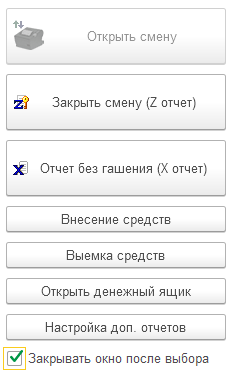 Открыть смену
Закрыть смену (Z отчет)
Отчет без гашения (X отчет)
Внесение средств
Выемка средств
Открыть денежный ящик
Настройка доп. отчетов
Закрывать окно после выбора